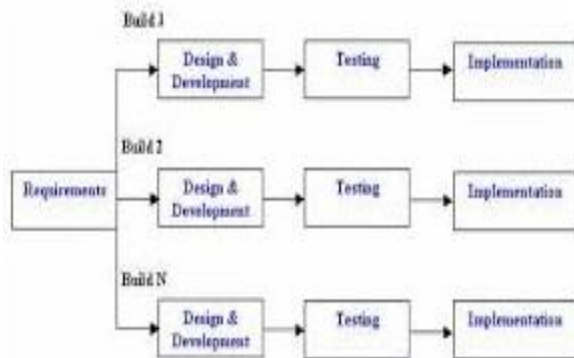 Build 1
Design &
Development
Testing
Implementation
Build 2
Requirements
Design &
Development
Testing
Implementation
Build N
Design &
Development
Testing
Implementation